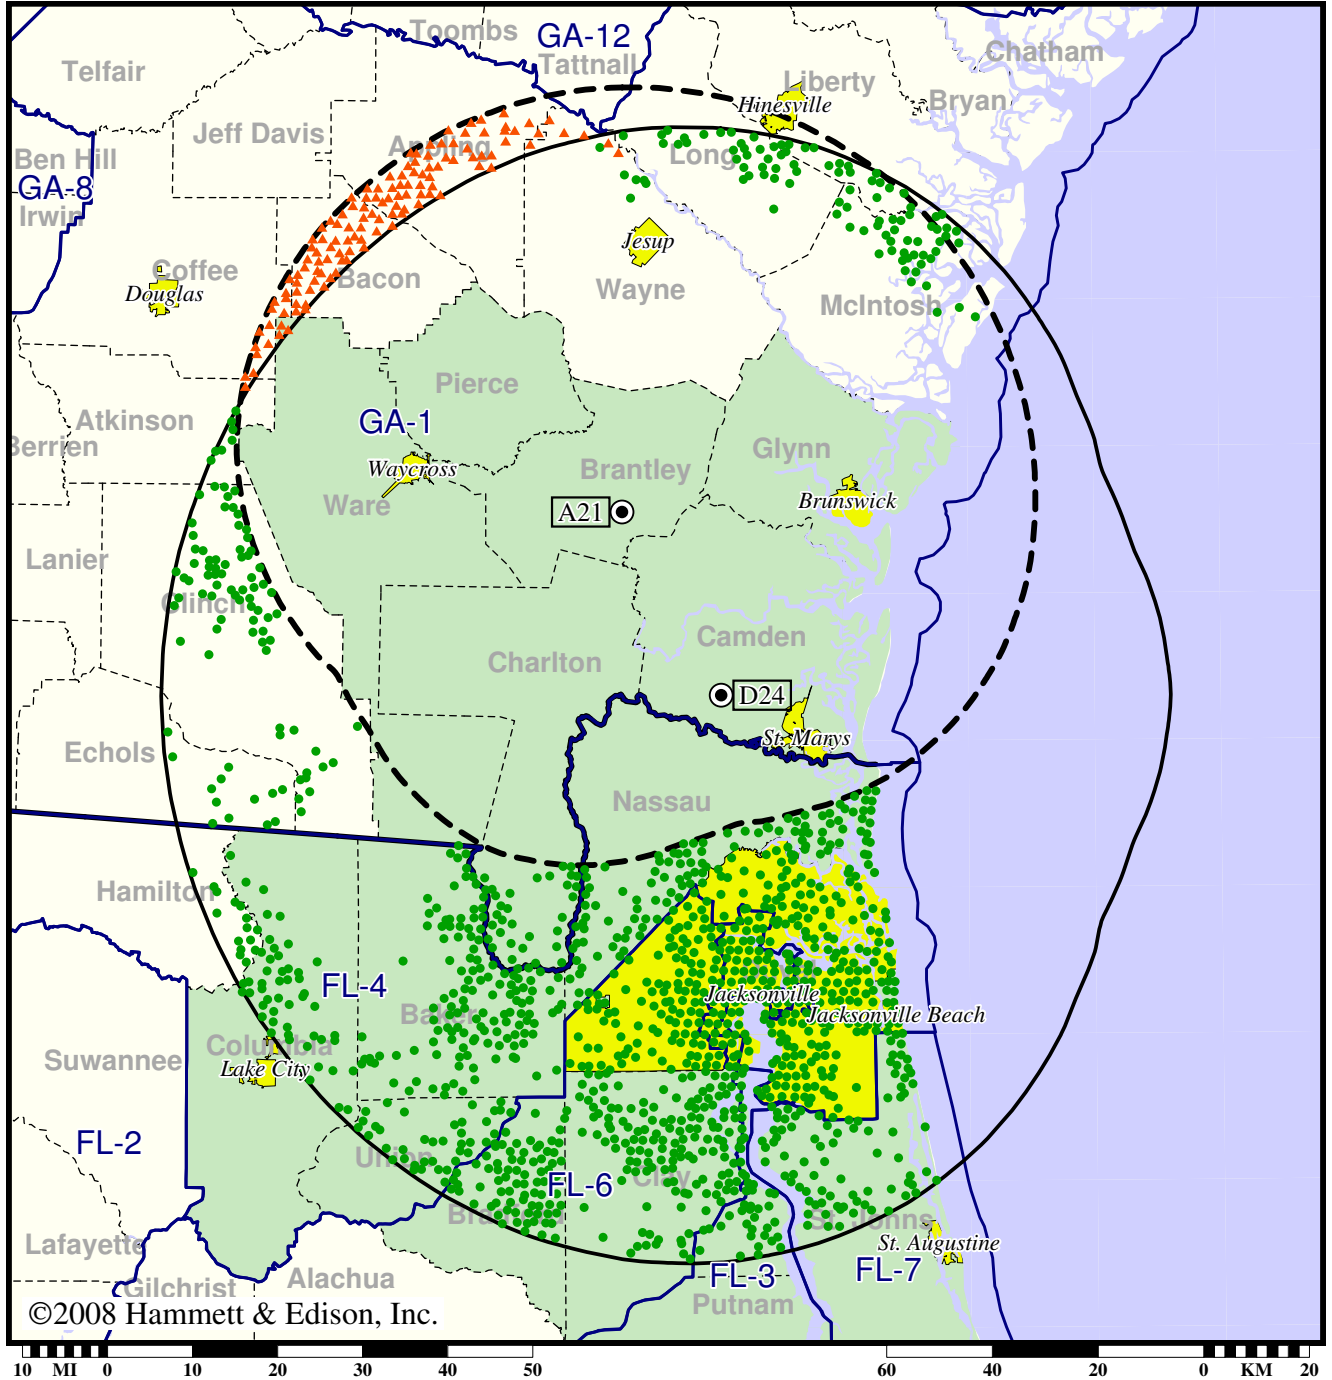 Toombs
GA-12
Tattnall
Chatham
Telfair
Liberty
Bryan
Hinesville
Jeff Davis
Appling
Long
Ben Hill
GA-8
Irwin
Jesup
Coffee
Bacon
Wayne
Douglas
McIntosh
Pierce
Atkinson
GA-1
Berrien
Glynn
Waycross
Brantley
Ware
Brunswick
A21
Lanier
Clinch
Camden
Charlton
D24
St. Marys
Echols
Nassau
Hamilton
FL-4
Jacksonville
Baker
Jacksonville Beach
Columbia
Suwannee
Lake City
FL-2
Union
Clay
FL-6
Bradford
St. Johns
Lafayette
St. Augustine
FL-7
FL-3
Alachua
Gilchrist
Putnam
©2008 Hammett & Edison, Inc.
10 MI 0 10 20 30 40 50 60 40 20 0 KM 20